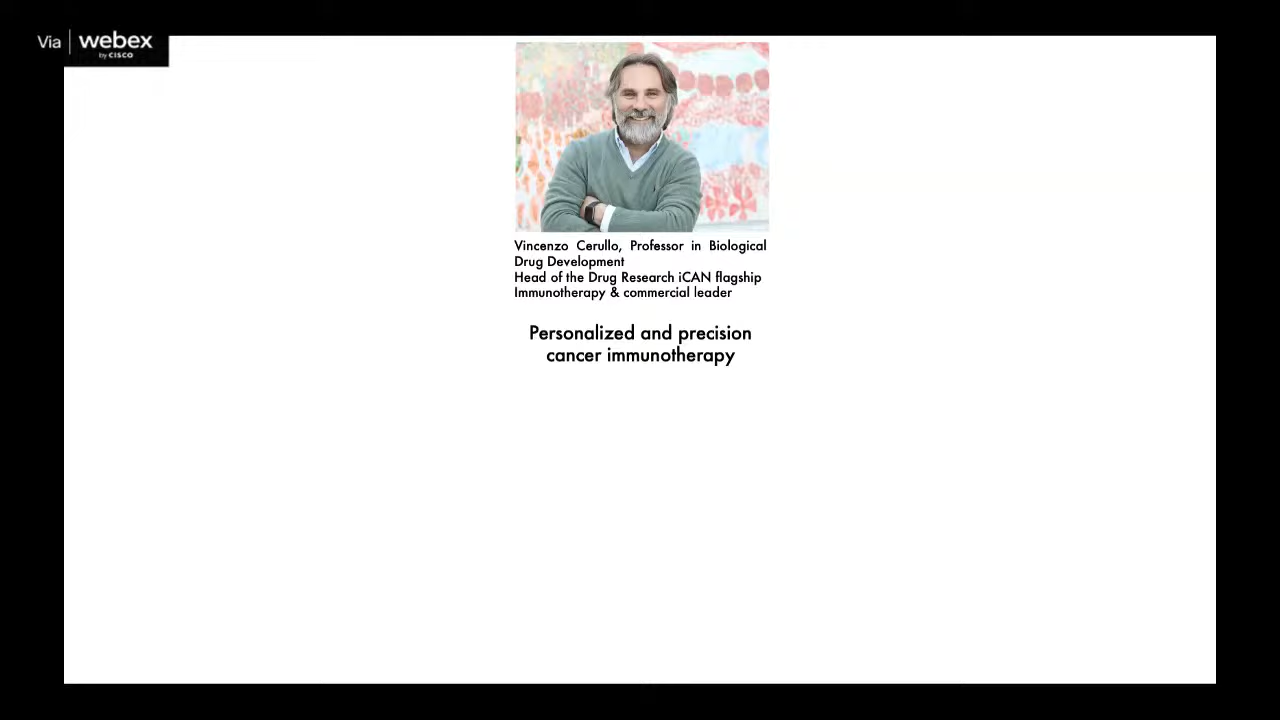 Via webex
by CISCO
Vincenzo Cerullo, Professor in Biological
Drug Development
Head of the Drug Research iCAN flagship
Immunotherapy & commercial leader
Personalized and precision
cancer immunotherapy